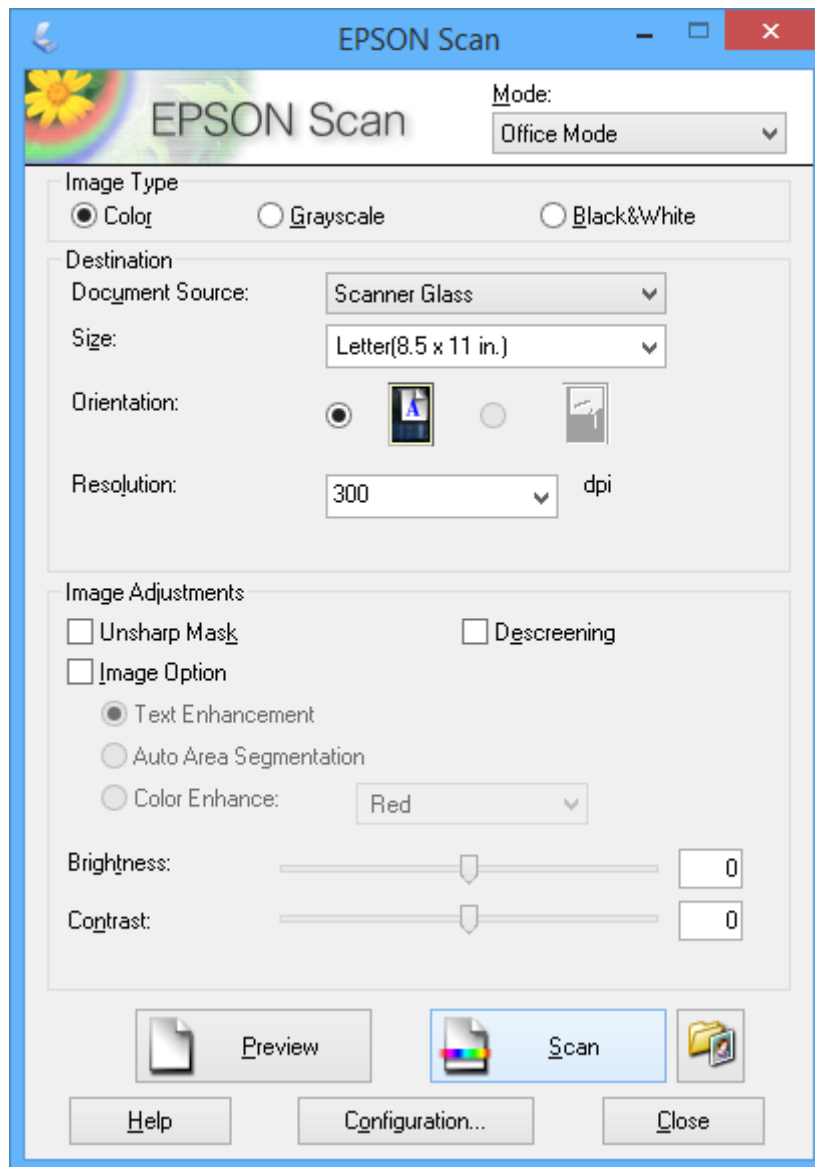 EPSON Scan
EPSON Scan
Mode:
Office Mode
Image Type
Color Grayscale Black&White
Destination
Document Source: Scanner Glass
Size: Letter(8.5 x 11 in.)
Orientation: A
Resolution: 300 dpi
Image Adjustments
Unsharp Mask Descreening
Image Option
Text Enhancement
Auto Area Segmentation
Color Enhance: Red
Brightness: 0
Contrast: 0
Preview Scan
Help Configuration... Close